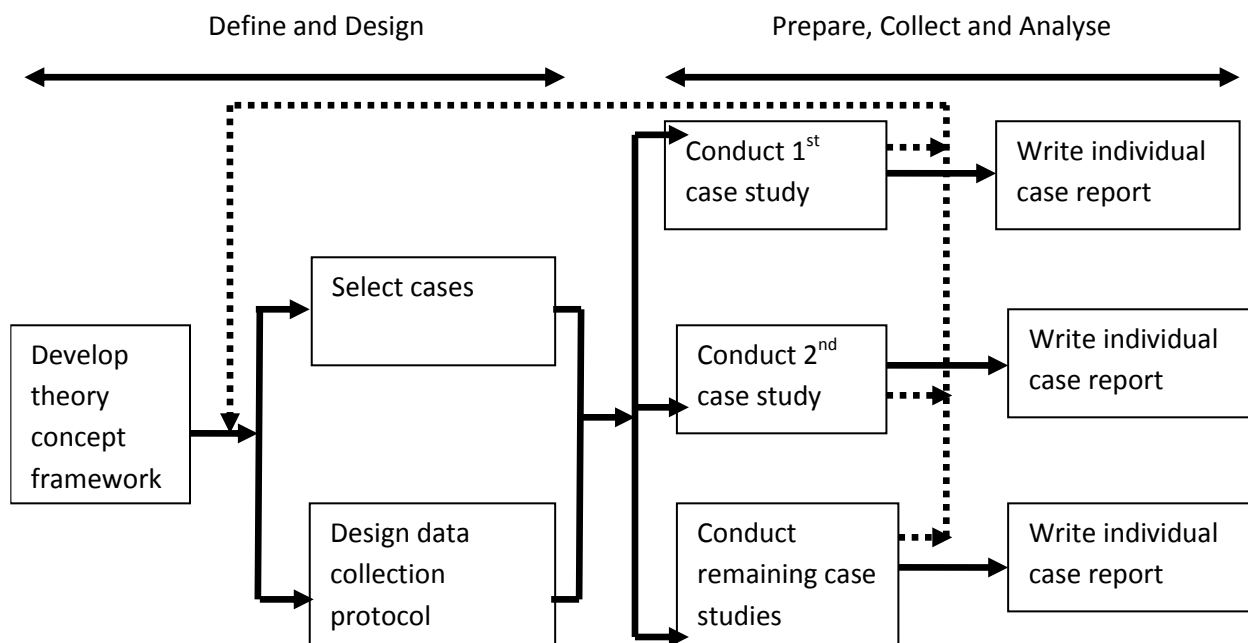 Define and Design
Prepare, Collect and Analyse
Develop
theory
concept
framework
Select cases
Design data
collection
protocol
Conduct 1st
case study
Write individual
case report
Conduct 2nd
case study
Write individual
case report
Conduct
remaining case
studies
Write individual
case report